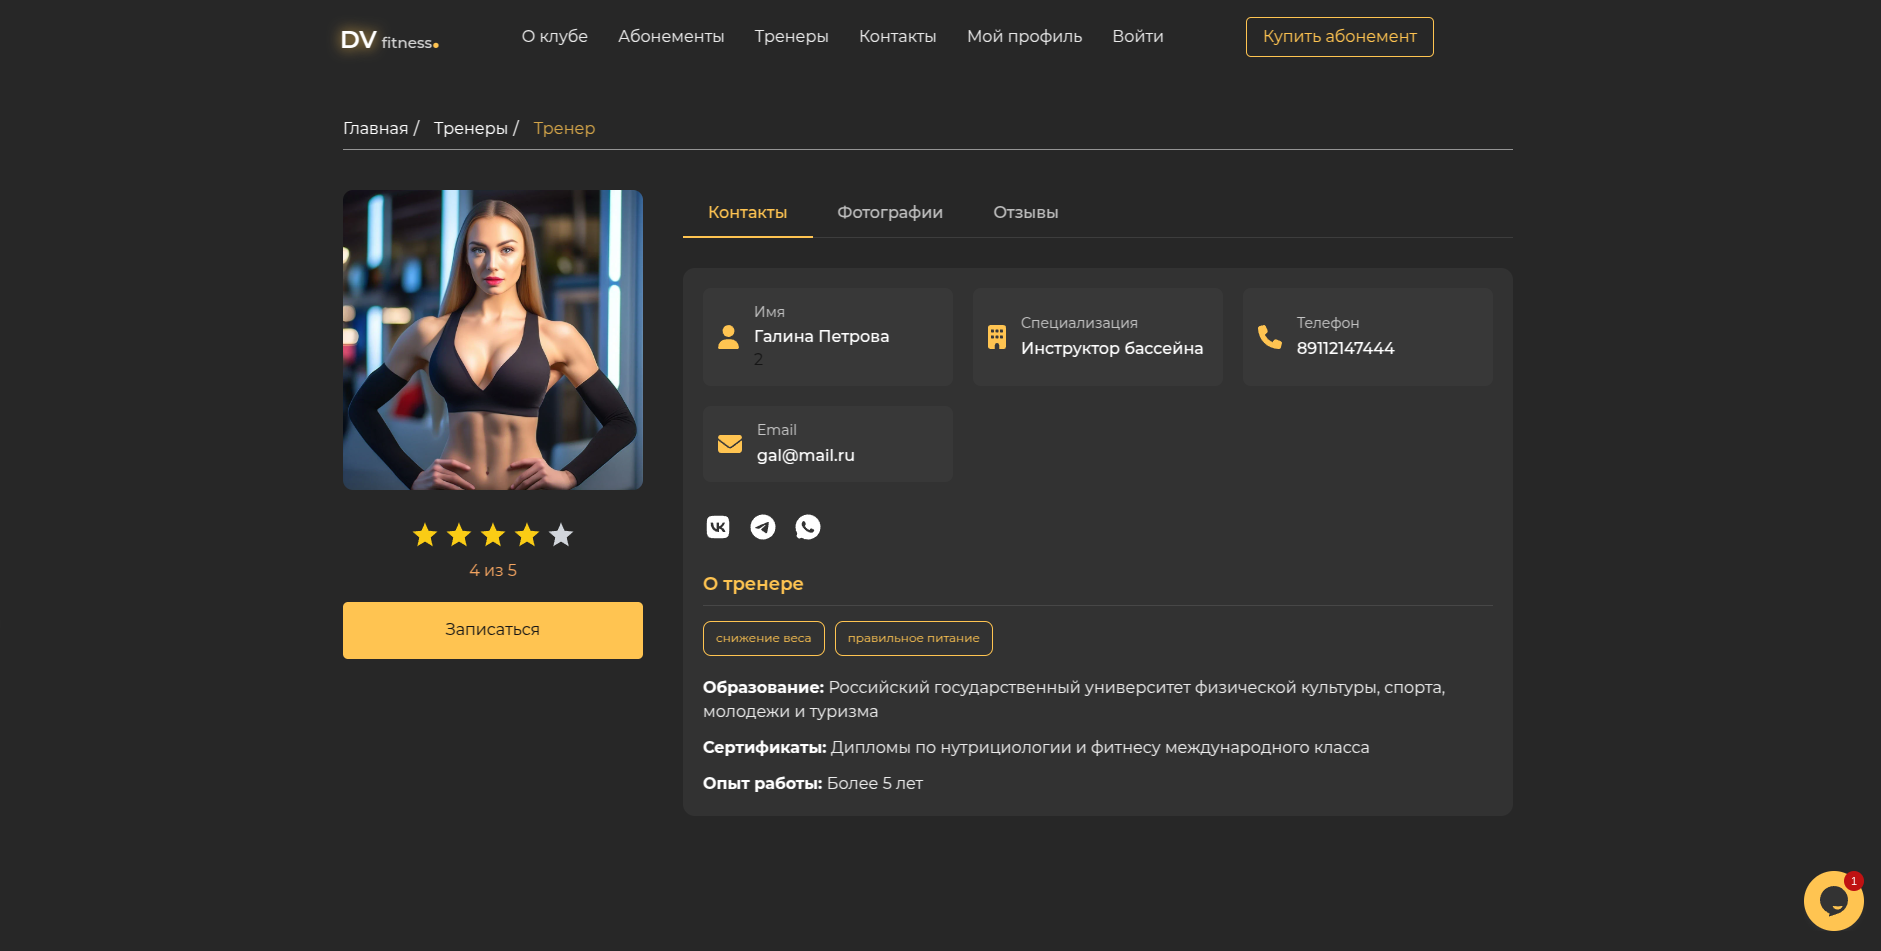 DV fitness.
О клубе
Абонементы
Тренеры
Контакты
Мой профиль
Войти
Купить абонемент
Главная / Тренеры / Тренер
Контакты
Фотографии
Отзывы
Имя
Галина Петрова
2
Специализация
Инструктор бассейна
Телефон
89112147444
Email
gal@mail.ru
4 из 5
Записаться
О тренере
снижение веса
правильное питание
Образование: Российский государственный университет физической культуры, спорта,
молодежи и туризма
Сертификаты: Дипломы по нутрициологии и фитнесу международного класса
Опыт работы: Более 5 лет
1